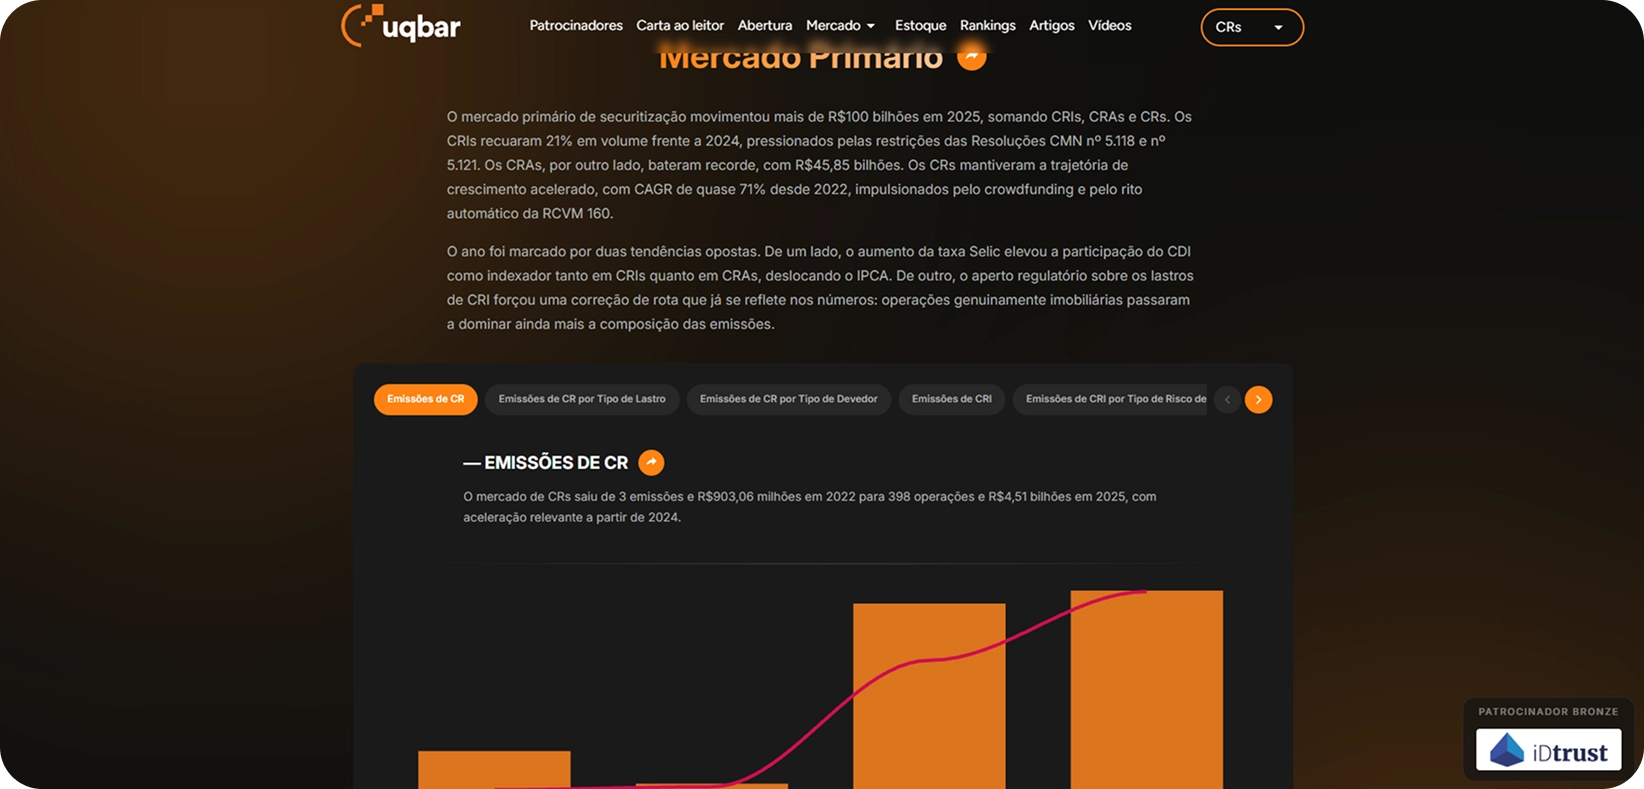 uqbar
Patrocinadores Carta ao leitor Abertura Mercado Estoque Rankings Artigos Vídeos
CRs
Mercado Primário
O mercado primário de securitização movimentou mais de R$100 bilhões em 2025, somando CRIs, CRAs e CRs. Os
CRIs recuaram 21% em volume frente a 2024, pressionados pelas restrições das Resoluções CMN nº 5.118 e nº
5.121. Os CRAs, por outro lado, bateram recorde, com R$45,85 bilhões. Os CRs mantiveram a trajetória de
crescimento acelerado, com CAGR de quase 71% desde 2022, impulsionados pelo crowdfunding e pelo rito
automático da RCVM 160.
O ano foi marcado por duas tendências opostas. De um lado, o aumento da taxa Selic elevou a participação do CDI
como indexador tanto em CRIs quanto em CRAs, deslocando o IPCA. De outro, o aperto regulatório sobre os lastros
de CRI forçou uma correção de rota que já se reflete nos números: operações genuinamente imobiliárias passaram
a dominar ainda mais a composição das emissões.
Emissões de CR Emissões de CR por Tipo de Lastro Emissões de CR por Tipo de Devedor Emissões de CRI Emissões de CRI por Tipo de Risco de
— EMISSÕES DE CR
O mercado de CRs saiu de 3 emissões e R$903,06 milhões em 2022 para 398 operações e R$4,51 bilhões em 2025, com
aceleração relevante a partir de 2024.
PATROCINADOR BRONZE
iDtrust